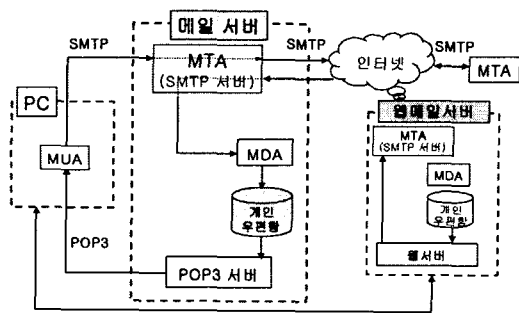 메일 서버
SMTP
MTA
(SMTP 서버)
SMTP
인터넷
SMTP
MTA
PC
MUA
MDA
개인
우편함
POP3
POP3 서버
웹메일서버
MTA
(SMTP 서버)
MDA
개인
우편함
웹서버